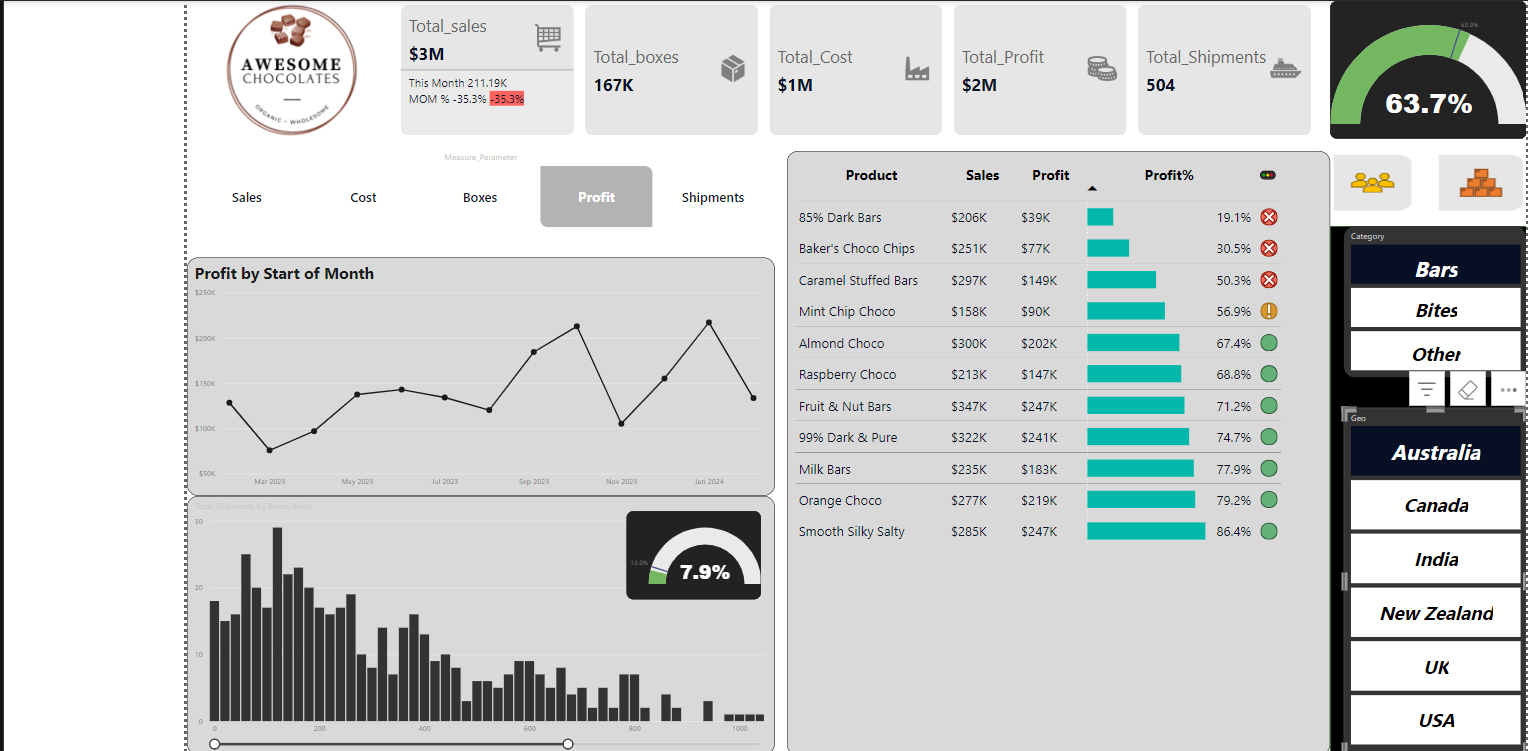 AWESOME
CHOCOLATES
ORGANIC • WHOLESOME
Total_sales
$3M
This Month 211.19K
MOM % -35.3% -35.3%
Total_boxes
167K
Total_Cost
$1M
Total_Profit
$2M
Total_Shipments
504
60.0%
63.7%
Measure_Parameter
Sales
Cost
Boxes
Profit
Shipments
Profit by Start of Month
$250K
$200K
$150K
$100K
$50K
Mar 2023
May 2023
Jul 2023
Sep 2023
Nov 2023
Jan 2024
Total_Shipments by Boxes (bins)
30
20
10
0
0
200
400
600
800
1000
10.0%
7.9%
Product Sales Profit Profit%
85% Dark Bars $206K $39K 19.1%
Baker's Choco Chips $251K $77K 30.5%
Caramel Stuffed Bars $297K $149K 50.3%
Mint Chip Choco $158K $90K 56.9%
Almond Choco $300K $202K 67.4%
Raspberry Choco $213K $147K 68.8%
Fruit & Nut Bars $347K $247K 71.2%
99% Dark & Pure $322K $241K 74.7%
Milk Bars $235K $183K 77.9%
Orange Choco $277K $219K 79.2%
Smooth Silky Salty $285K $247K 86.4%
Category
Bars
Bites
Other
Geo
Australia
Canada
India
New Zealand
UK
USA